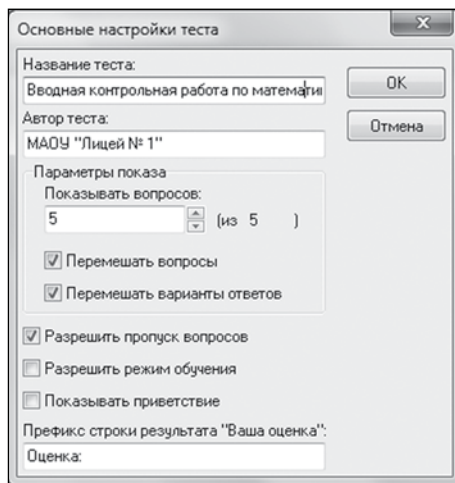 Основные настройки теста
Название теста:
Вводная контрольная работа по математи
OK
Автор теста:
Отмена
МАОУ "Лицей № 1"
Параметры показа
Показывать вопросов:
5 (из 5 )
Перемешать вопросы
Перемешать варианты ответов
Разрешить пропуск вопросов
Разрешить режим обучения
Показывать приветствие
Префикс строки результата "Ваша оценка":
Оценка: